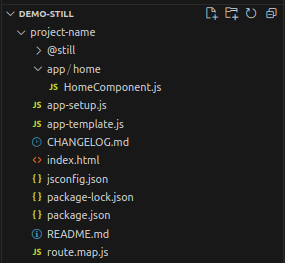 DEMO-STILL
project-name
@still
app/home
JS HomeComponent.js
JS app-setup.js
JS app-template.js
CHANGELOG.md
<> index.html
{} jsconfig.json
{} package-lock.json
{} package.json
README.md
JS route.map.js